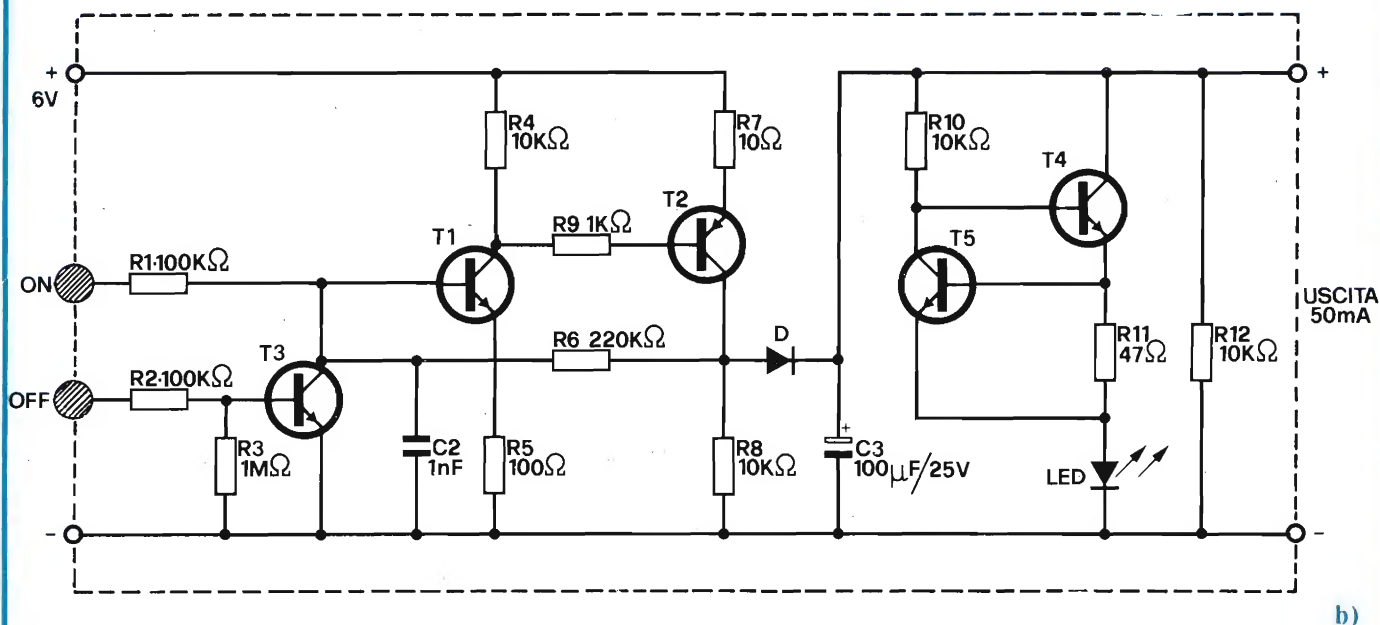 +
6V
R4
10KΩ
R7
10Ω
R10
10KΩ
T4
+
T2
R9 1KΩ
T1
T5
R1·100KΩ
ON
USCITA
50mA
R6 220KΩ
D
R11
47Ω
R12
10KΩ
T3
R2·100KΩ
OFF
R3
1MΩ
C2
1nF
R5
100Ω
R8
10KΩ
+
C3
100µF/25V
LED
-
-
b)